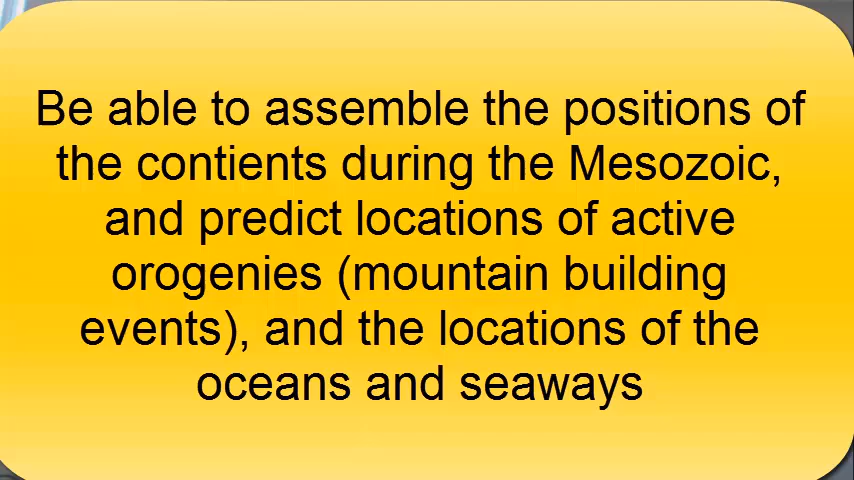 Be able to assemble the positions of
the contients during the Mesozoic,
and predict locations of active
orogenies (mountain building
events), and the locations of the
oceans and seaways